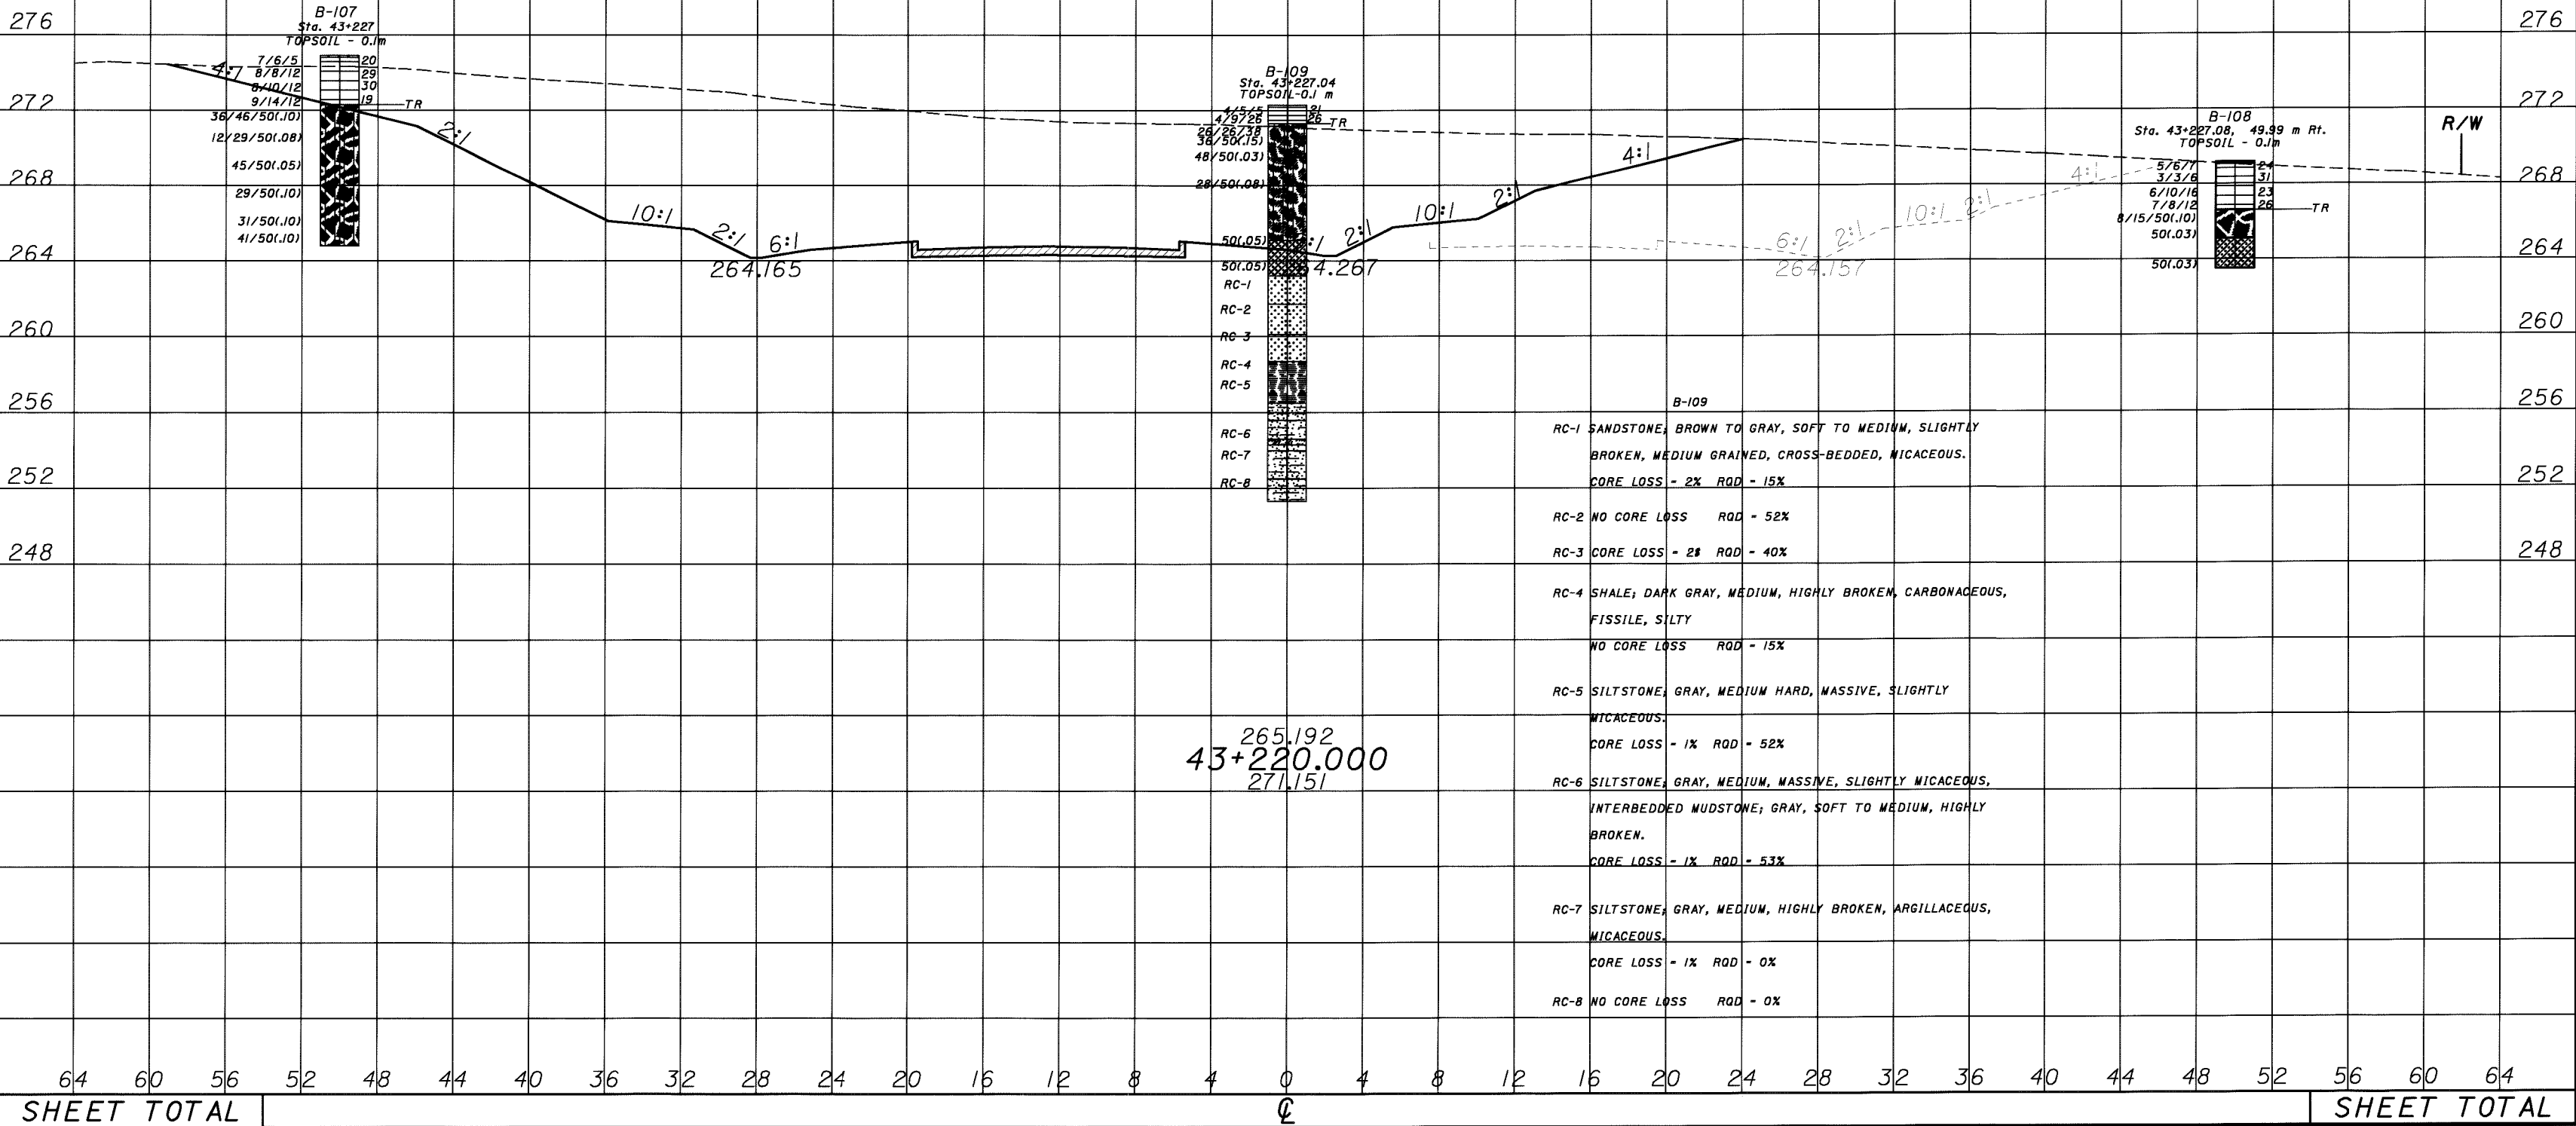 276
B-107
Sta. 43+227
TOPSOIL - 0.1m
276
7/6/5 20
8/8/12 29
8/10/12 30
9/14/12 19
TR
36/46/50(.10)
12/29/50(.08)
45/50(.05)
29/50(.10)
31/50(.10)
41/50(.10)
4:1
2:1
10:1
2:1
6:1
264.165
B-109
Sta. 43+227.04
TOPSOIL-0.1 m
4/5/5 21
4/9/26 26
TR
26/26/38
36/50(.15)
48/50(.03)
28/50(.08)
50(.05)
50(.05)
RC-1
RC-2
RC-3
RC-4
RC-5
RC-6
RC-7
RC-8
:1
4.267
2:1
10:1
2:1
4:1
6:1
2:1
10:1
2:1
4:1
264.157
B-108
Sta. 43+227.08, 49.99 m Rt.
TOPSOIL - 0.1m
5/6/7 24
3/3/6 31
6/10/16 23
7/8/12 26
TR
8/15/50(.10)
50(.03)
50(.03)
R/W
272 272
268 268
264 264
260 260
256 256
252 252
248 248
B-109
RC-1 SANDSTONE; BROWN TO GRAY, SOFT TO MEDIUM, SLIGHTLY
BROKEN, MEDIUM GRAINED, CROSS-BEDDED, MICACEOUS.
CORE LOSS - 2% RQD - 15%
RC-2 NO CORE LOSS RQD - 52%
RC-3 CORE LOSS - 2$ RQD - 40%
RC-4 SHALE; DARK GRAY, MEDIUM, HIGHLY BROKEN, CARBONACEOUS,
FISSILE, SILTY
NO CORE LOSS RQD - 15%
RC-5 SILTSTONE; GRAY, MEDIUM HARD, MASSIVE, SLIGHTLY
MICACEOUS.
CORE LOSS - 1% RQD - 52%
RC-6 SILTSTONE; GRAY, MEDIUM, MASSIVE, SLIGHTLY MICACEOUS,
INTERBEDDED MUDSTONE; GRAY, SOFT TO MEDIUM, HIGHLY
BROKEN.
CORE LOSS - 1% RQD - 53%
RC-7 SILTSTONE; GRAY, MEDIUM, HIGHLY BROKEN, ARGILLACEOUS,
MICACEOUS.
CORE LOSS - 1% RQD - 0%
RC-8 NO CORE LOSS RQD - 0%
265.192
43+220.000
271.151
64 60 56 52 48 44 40 36 32 28 24 20 16 12 8 4 0 4 8 12 16 20 24 28 32 36 40 44 48 52 56 60 64
SHEET TOTAL ℄ SHEET TOTAL